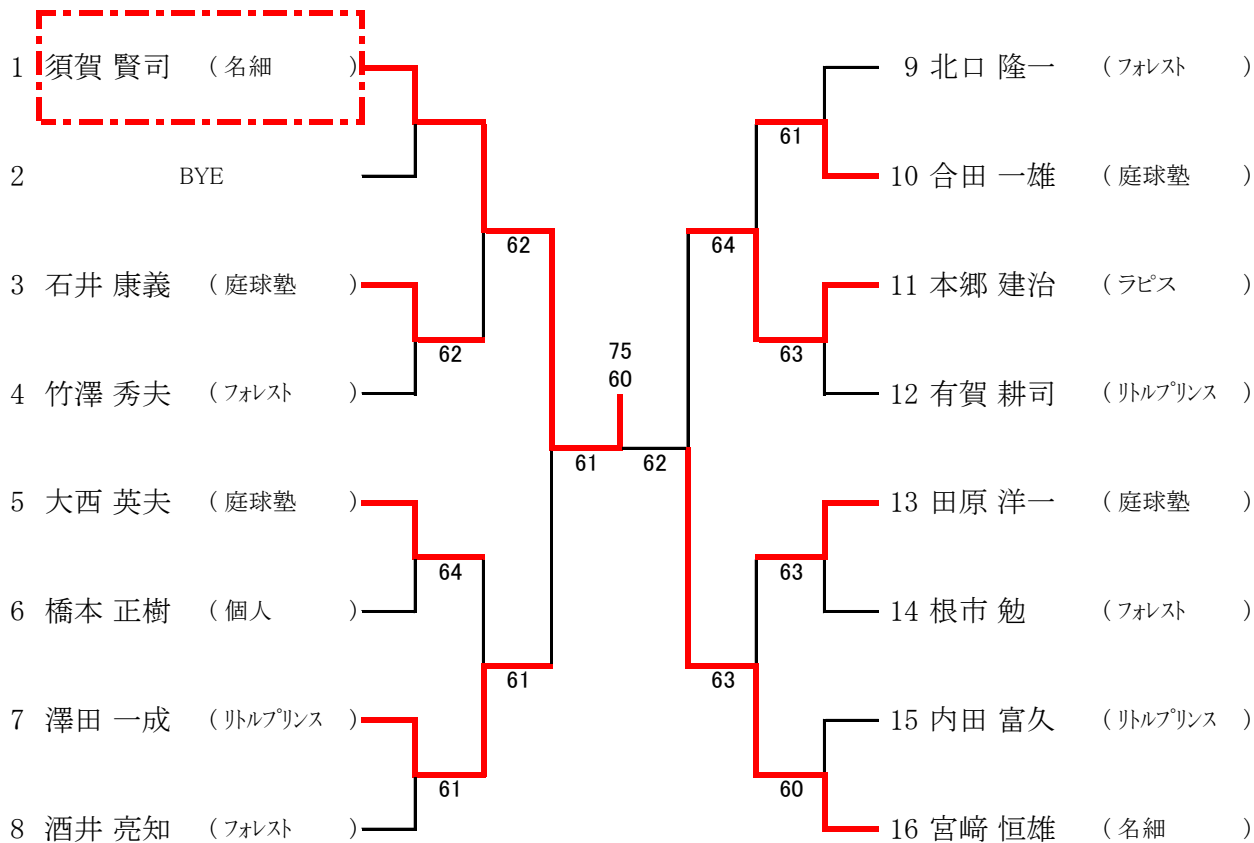 1 須賀 賢司 ( 名細 )
2 BYE
3 石井 康義 ( 庭球塾 )
4 竹澤 秀夫 ( フォレスト )
5 大西 英夫 ( 庭球塾 )
6 橋本 正樹 ( 個人 )
7 澤田 一成 ( リトルプリンス )
8 酒井 亮知 ( フォレスト )
62
62
64
61
61
75
60
61
62
61
64
63
63
63
60
9 北口 隆一 ( フォレスト )
10 合田 一雄 ( 庭球塾 )
11 本郷 建治 ( ラピス )
12 有賀 耕司 ( リトルプリンス )
13 田原 洋一 ( 庭球塾 )
14 根市 勉 ( フォレスト )
15 内田 富久 ( リトルプリンス )
16 宮﨑 恒雄 ( 名細 )